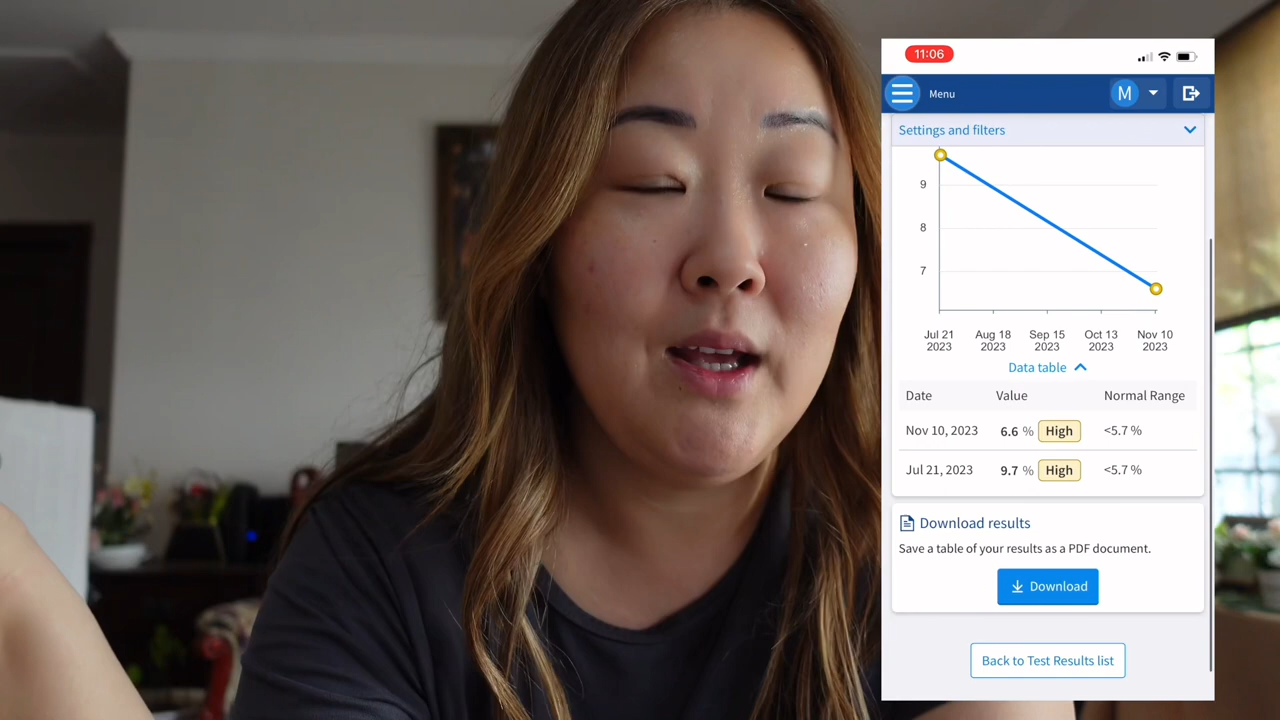 11:06
Menu
M
Settings and filters
9
8
7
Jul 21 Aug 18 Sep 15 Oct 13 Nov 10
2023 2023 2023 2023 2023
Data table
Date Value Normal Range
Nov 10, 2023 6.6 % High <5.7 %
Jul 21, 2023 9.7 % High <5.7 %
Download results
Save a table of your results as a PDF document.
Download
Back to Test Results list